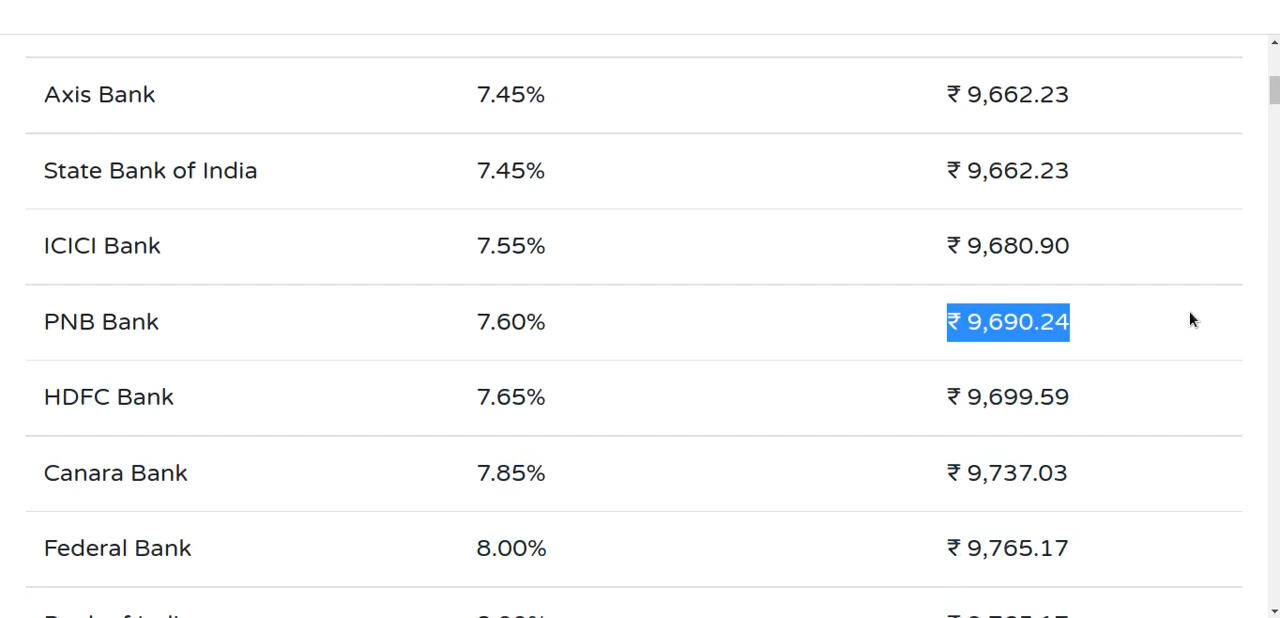 Axis Bank 7.45% ₹ 9,662.23
State Bank of India 7.45% ₹ 9,662.23
ICICI Bank 7.55% ₹ 9,680.90
PNB Bank 7.60% ₹ 9,690.24
HDFC Bank 7.65% ₹ 9,699.59
Canara Bank 7.85% ₹ 9,737.03
Federal Bank 8.00% ₹ 9,765.17